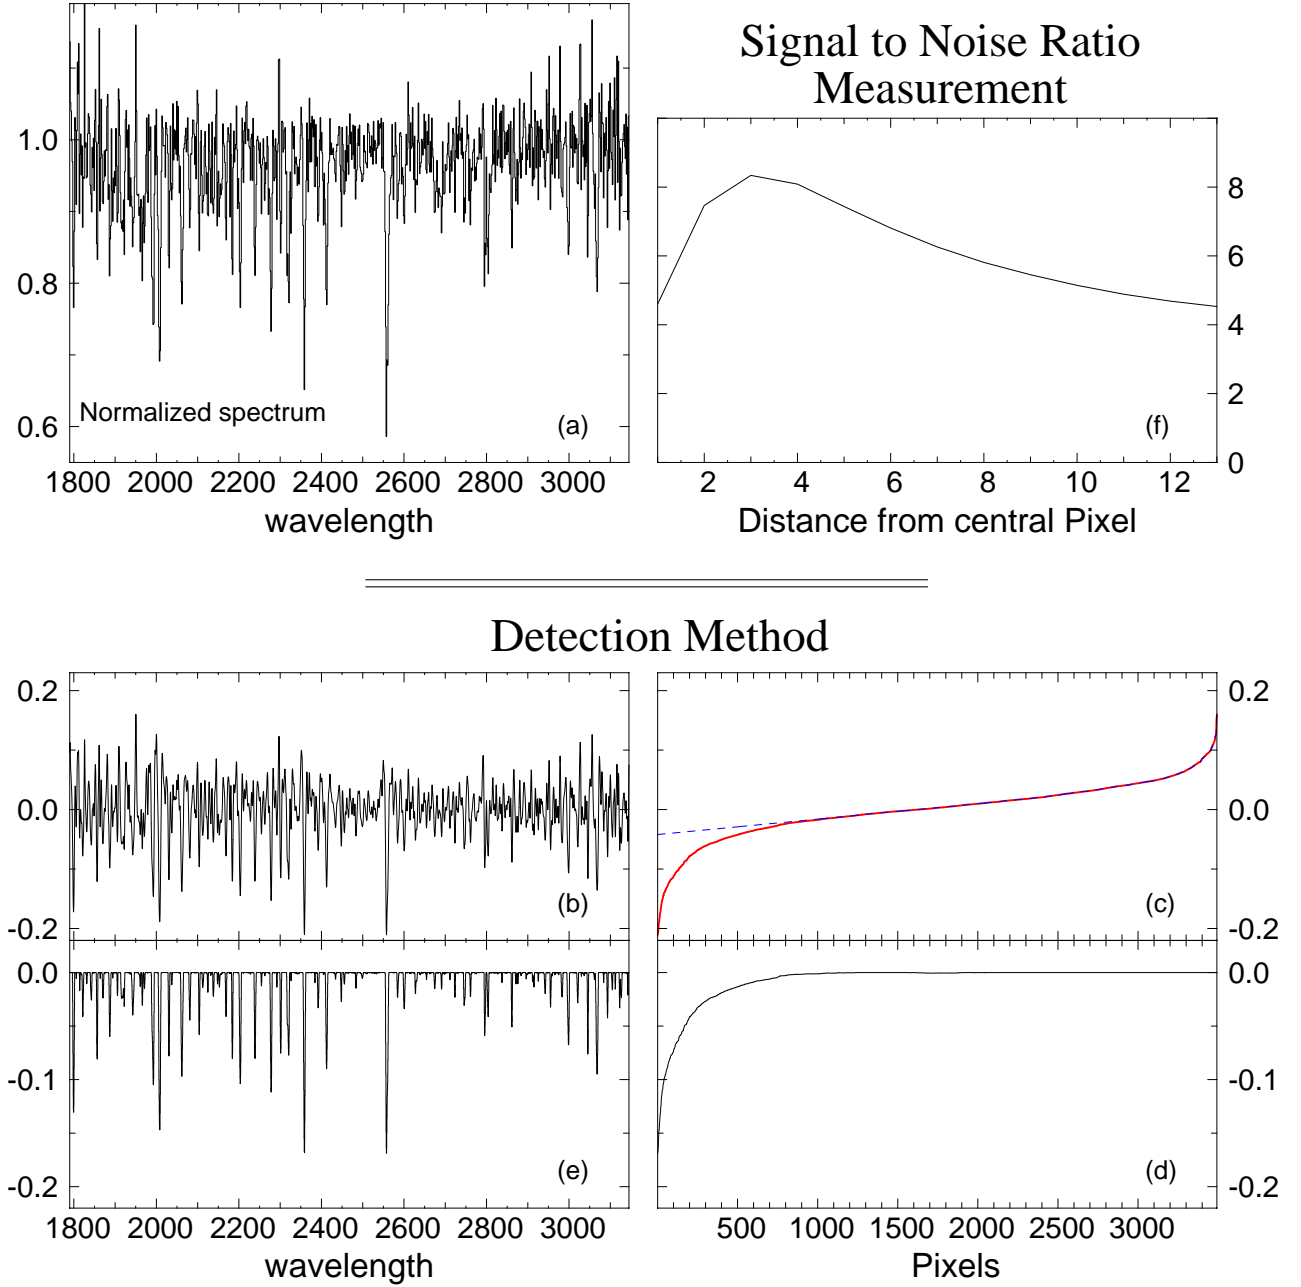 Signal to Noise Ratio
Measurement
1.0
0.8
0.6
Normalized spectrum
(a)
1800 2000 2200 2400 2600 2800 3000
wavelength
8
6
4
2
0
(f)
2 4 6 8 10 12
Distance from central Pixel
Detection Method
0.2
0.0
-0.2
(b)
0.2
0.0
-0.2
(c)
0.0
-0.1
-0.2
(e)
1800 2000 2200 2400 2600 2800 3000
wavelength
0.0
-0.1
-0.2
(d)
500 1000 1500 2000 2500 3000
Pixels